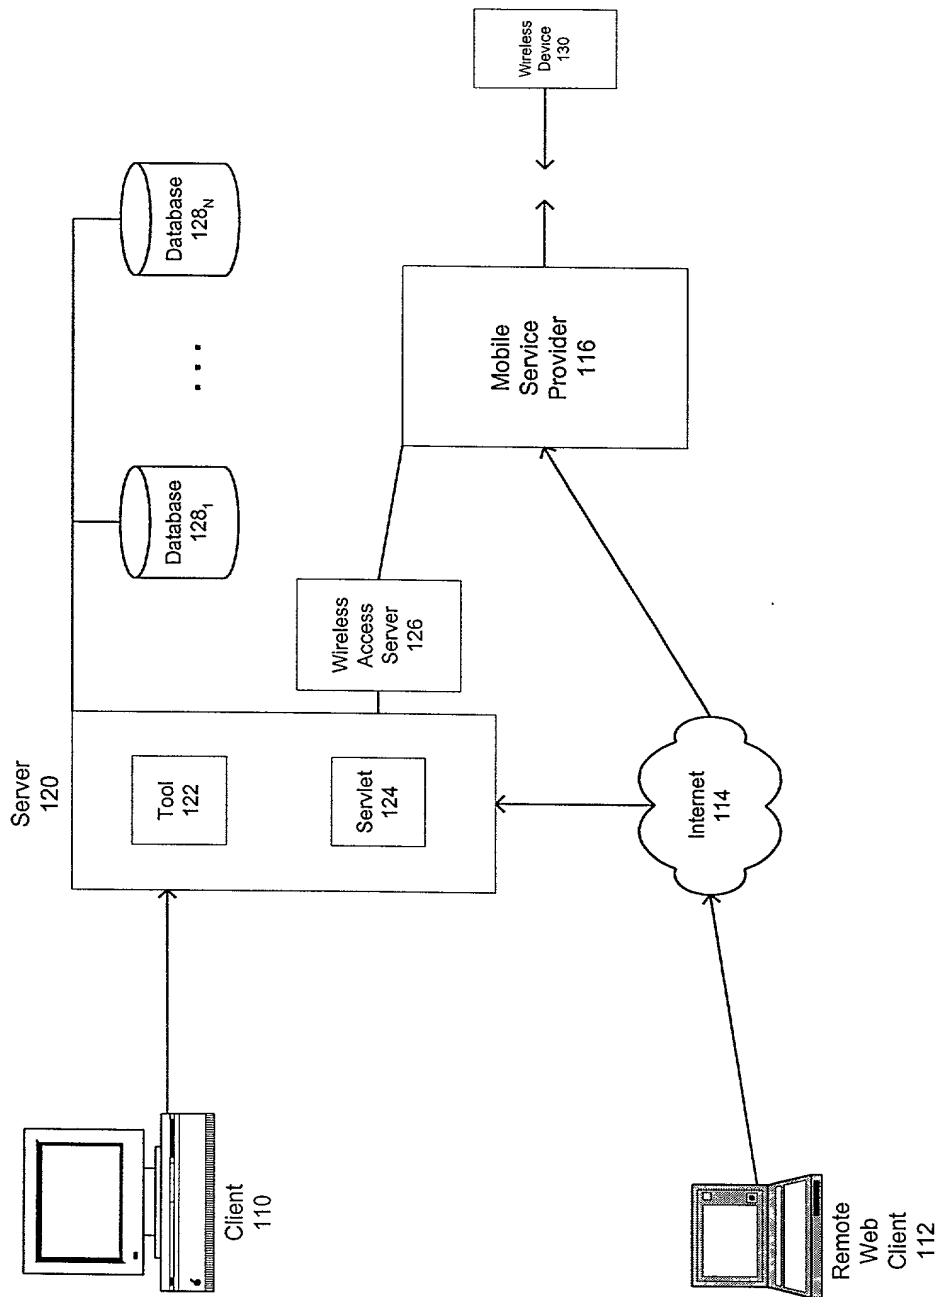 Server
120
Tool
122
Servlet
124
Database
128₁
. . .
Database
128N
Wireless
Access
Server
126
Mobile
Service
Provider
116
Wireless
Device
130
Client
110
Internet
114
Remote
Web
Client
112